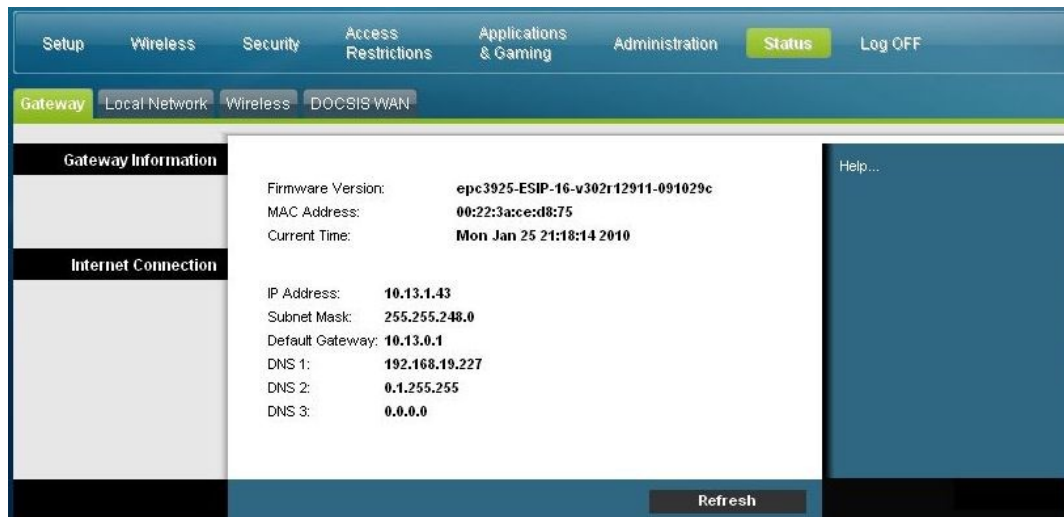 Setup Wireless Security Access Restrictions Applications & Gaming Administration Status Log OFF
Gateway Local Network Wireless DOCSIS WAN
Gateway Information
Help...
Firmware Version: epc3925-ESIP-16-v302r12911-091029c
MAC Address: 00:22:3a:ce:d8:75
Current Time: Mon Jan 25 21:18:14 2010
Internet Connection
IP Address: 10.13.1.43
Subnet Mask: 255.255.248.0
Default Gateway: 10.13.0.1
DNS 1: 192.168.19.227
DNS 2: 0.1.255.255
DNS 3: 0.0.0.0
Refresh